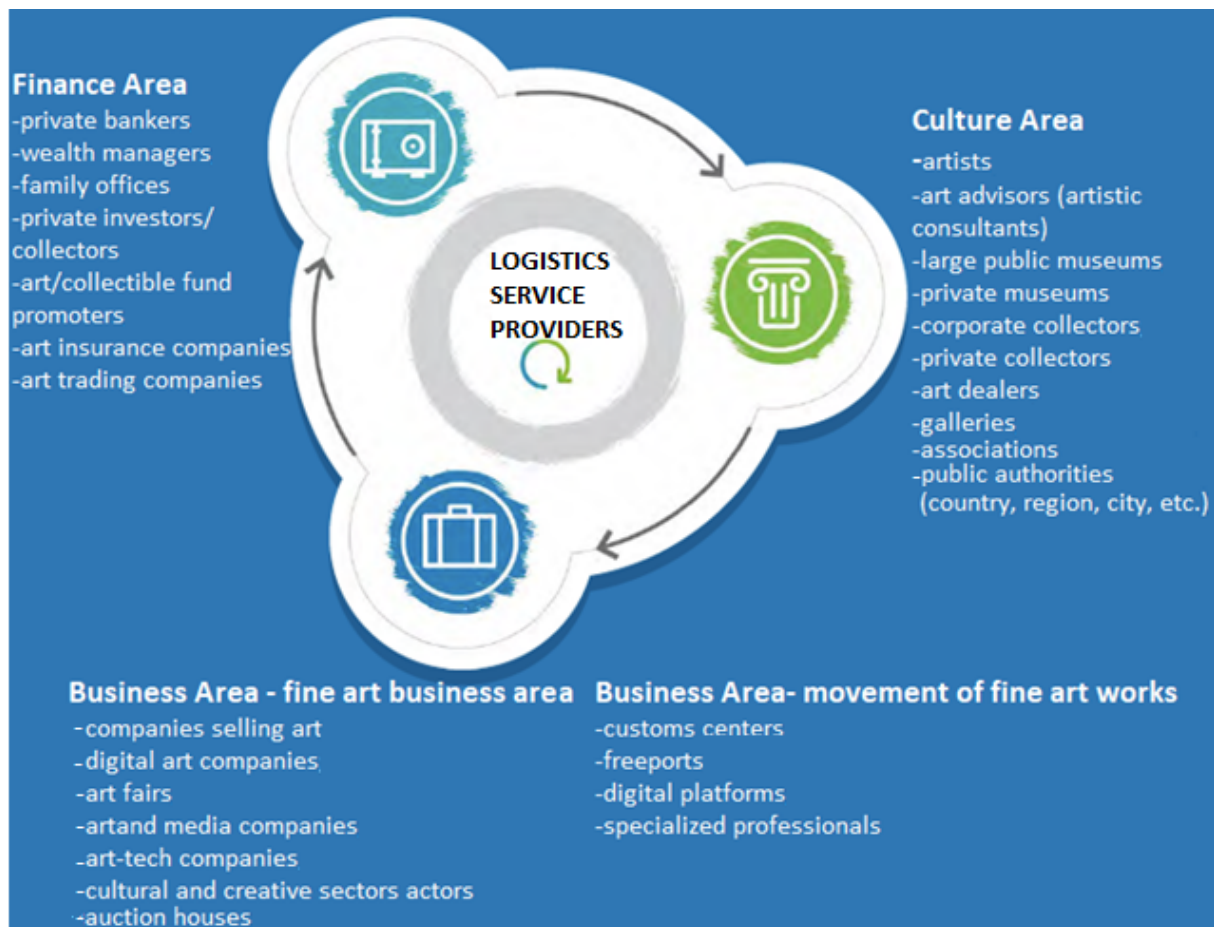 Finance Area
-private bankers
-wealth managers
-family offices
-private investors/
collectors
-art/collectible fund
promoters
-art insurance companies
-art trading companies
LOGISTICS
SERVICE
PROVIDERS
Culture Area
-artists
-art advisors (artistic
consultants)
-large public museums
-private museums
-corporate collectors
-private collectors
-art dealers
-galleries
-associations
-public authorities
(country, region, city, etc.)
Business Area - fine art business area
-companies selling art
-digital art companies
-art fairs
-artand media companies
-art-tech companies
-cultural and creative sectors actors
-auction houses
Business Area- movement of fine art works
-customs centers
-freeports
-digital platforms
-specialized professionals